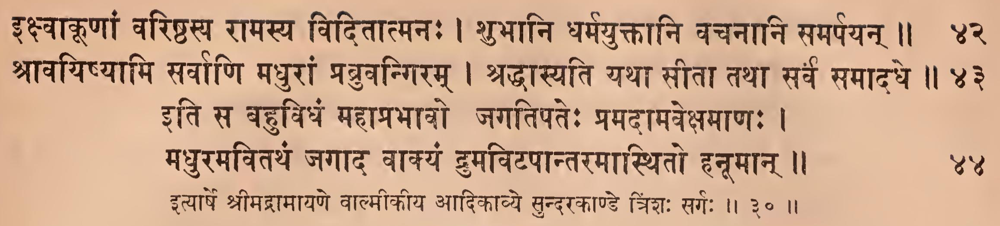 इक्ष्वाकूणां वरिष्ठस्य रामस्य विदितात्मनः । शुभानि धर्मयुक्तानि वचनानि समर्पयन् ॥ ४२
श्रावयिष्यामि सर्वाणि मधुरां प्रब्रुवन्गिरम् । श्रद्धास्यति यथा सीता तथा सर्वं समादधे ॥ ४३
इति स बहुविधं महाप्रभावो जगतिपतेः प्रमदामवेक्षमाणः ।
मधुरमवितथं जगाद वाक्यं द्रुमविटपान्तरमास्थितो हनूमान् ॥ ४४
इत्यार्षे श्रीमद्रामायणे वाल्मीकीय आदिकाव्ये सुन्दरकाण्डे त्रिंशः सर्गः ॥ ३० ॥